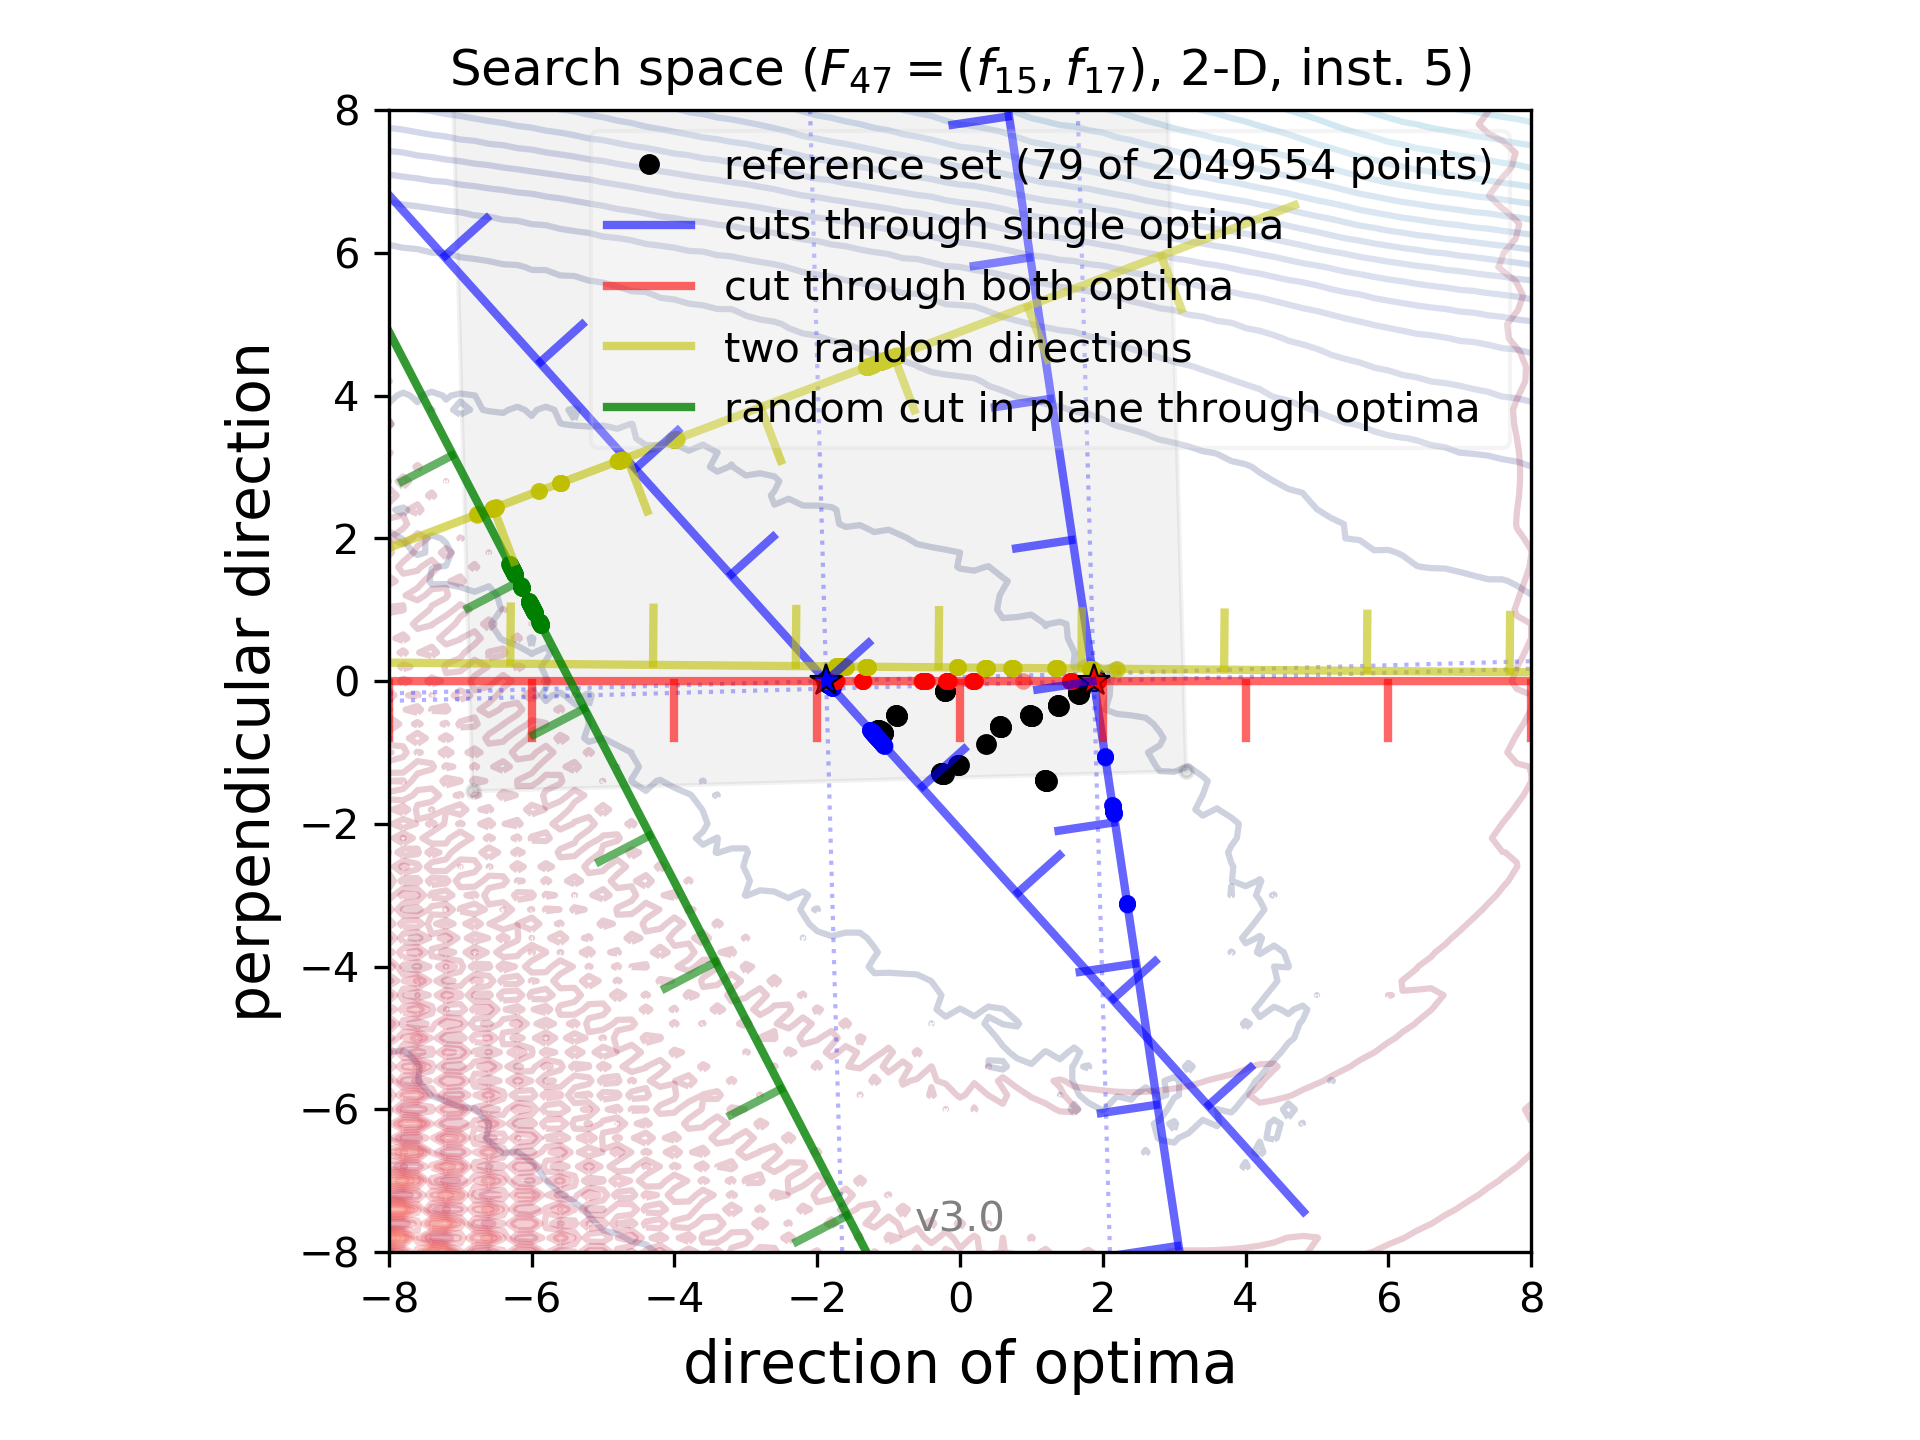 Search space (F47 = (f15, f17), 2-D, inst. 5)
8
6
4
2
0
−2
−4
−6
−8
perpendicular direction
reference set (79 of 2049554 points)
cuts through single optima
cut through both optima
two random directions
random cut in plane through optima
v3.0
−8 −6 −4 −2 0 2 4 6 8
direction of optima